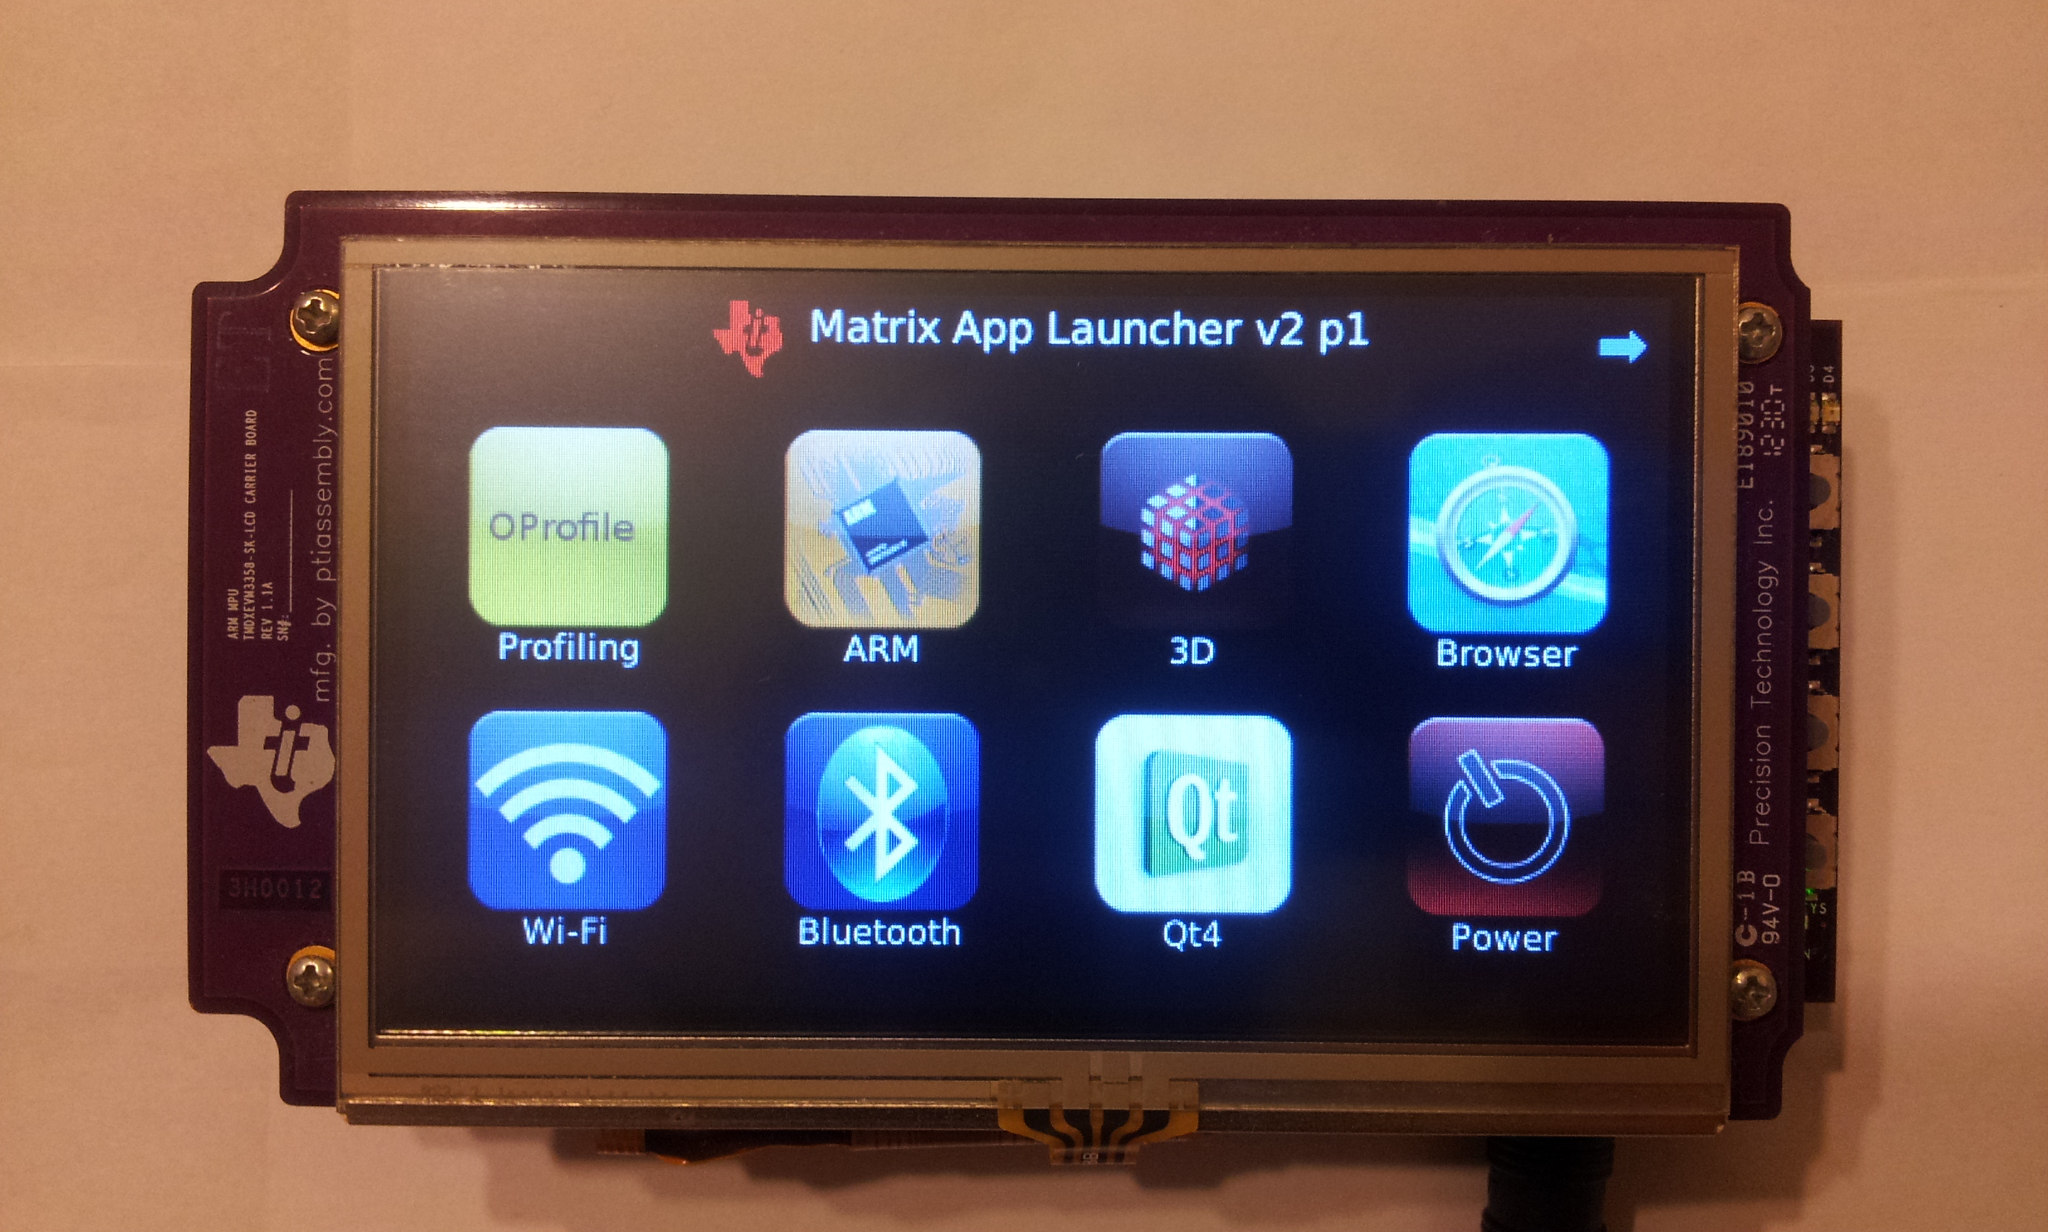 Matrix App Launcher v2 p1
OProfile
Profiling
ARM
3D
Browser
Wi-Fi
Bluetooth
Qt
Qt4
Power
ARM MPU
TMDXEVM3358-SK-LCD CARRIER BOARD
REV 1.1A
SN#:
mfg. by ptiassembly.com
3H0012
E189010
1230T
Precision Technology Inc.
C-1B
94V-0
D4